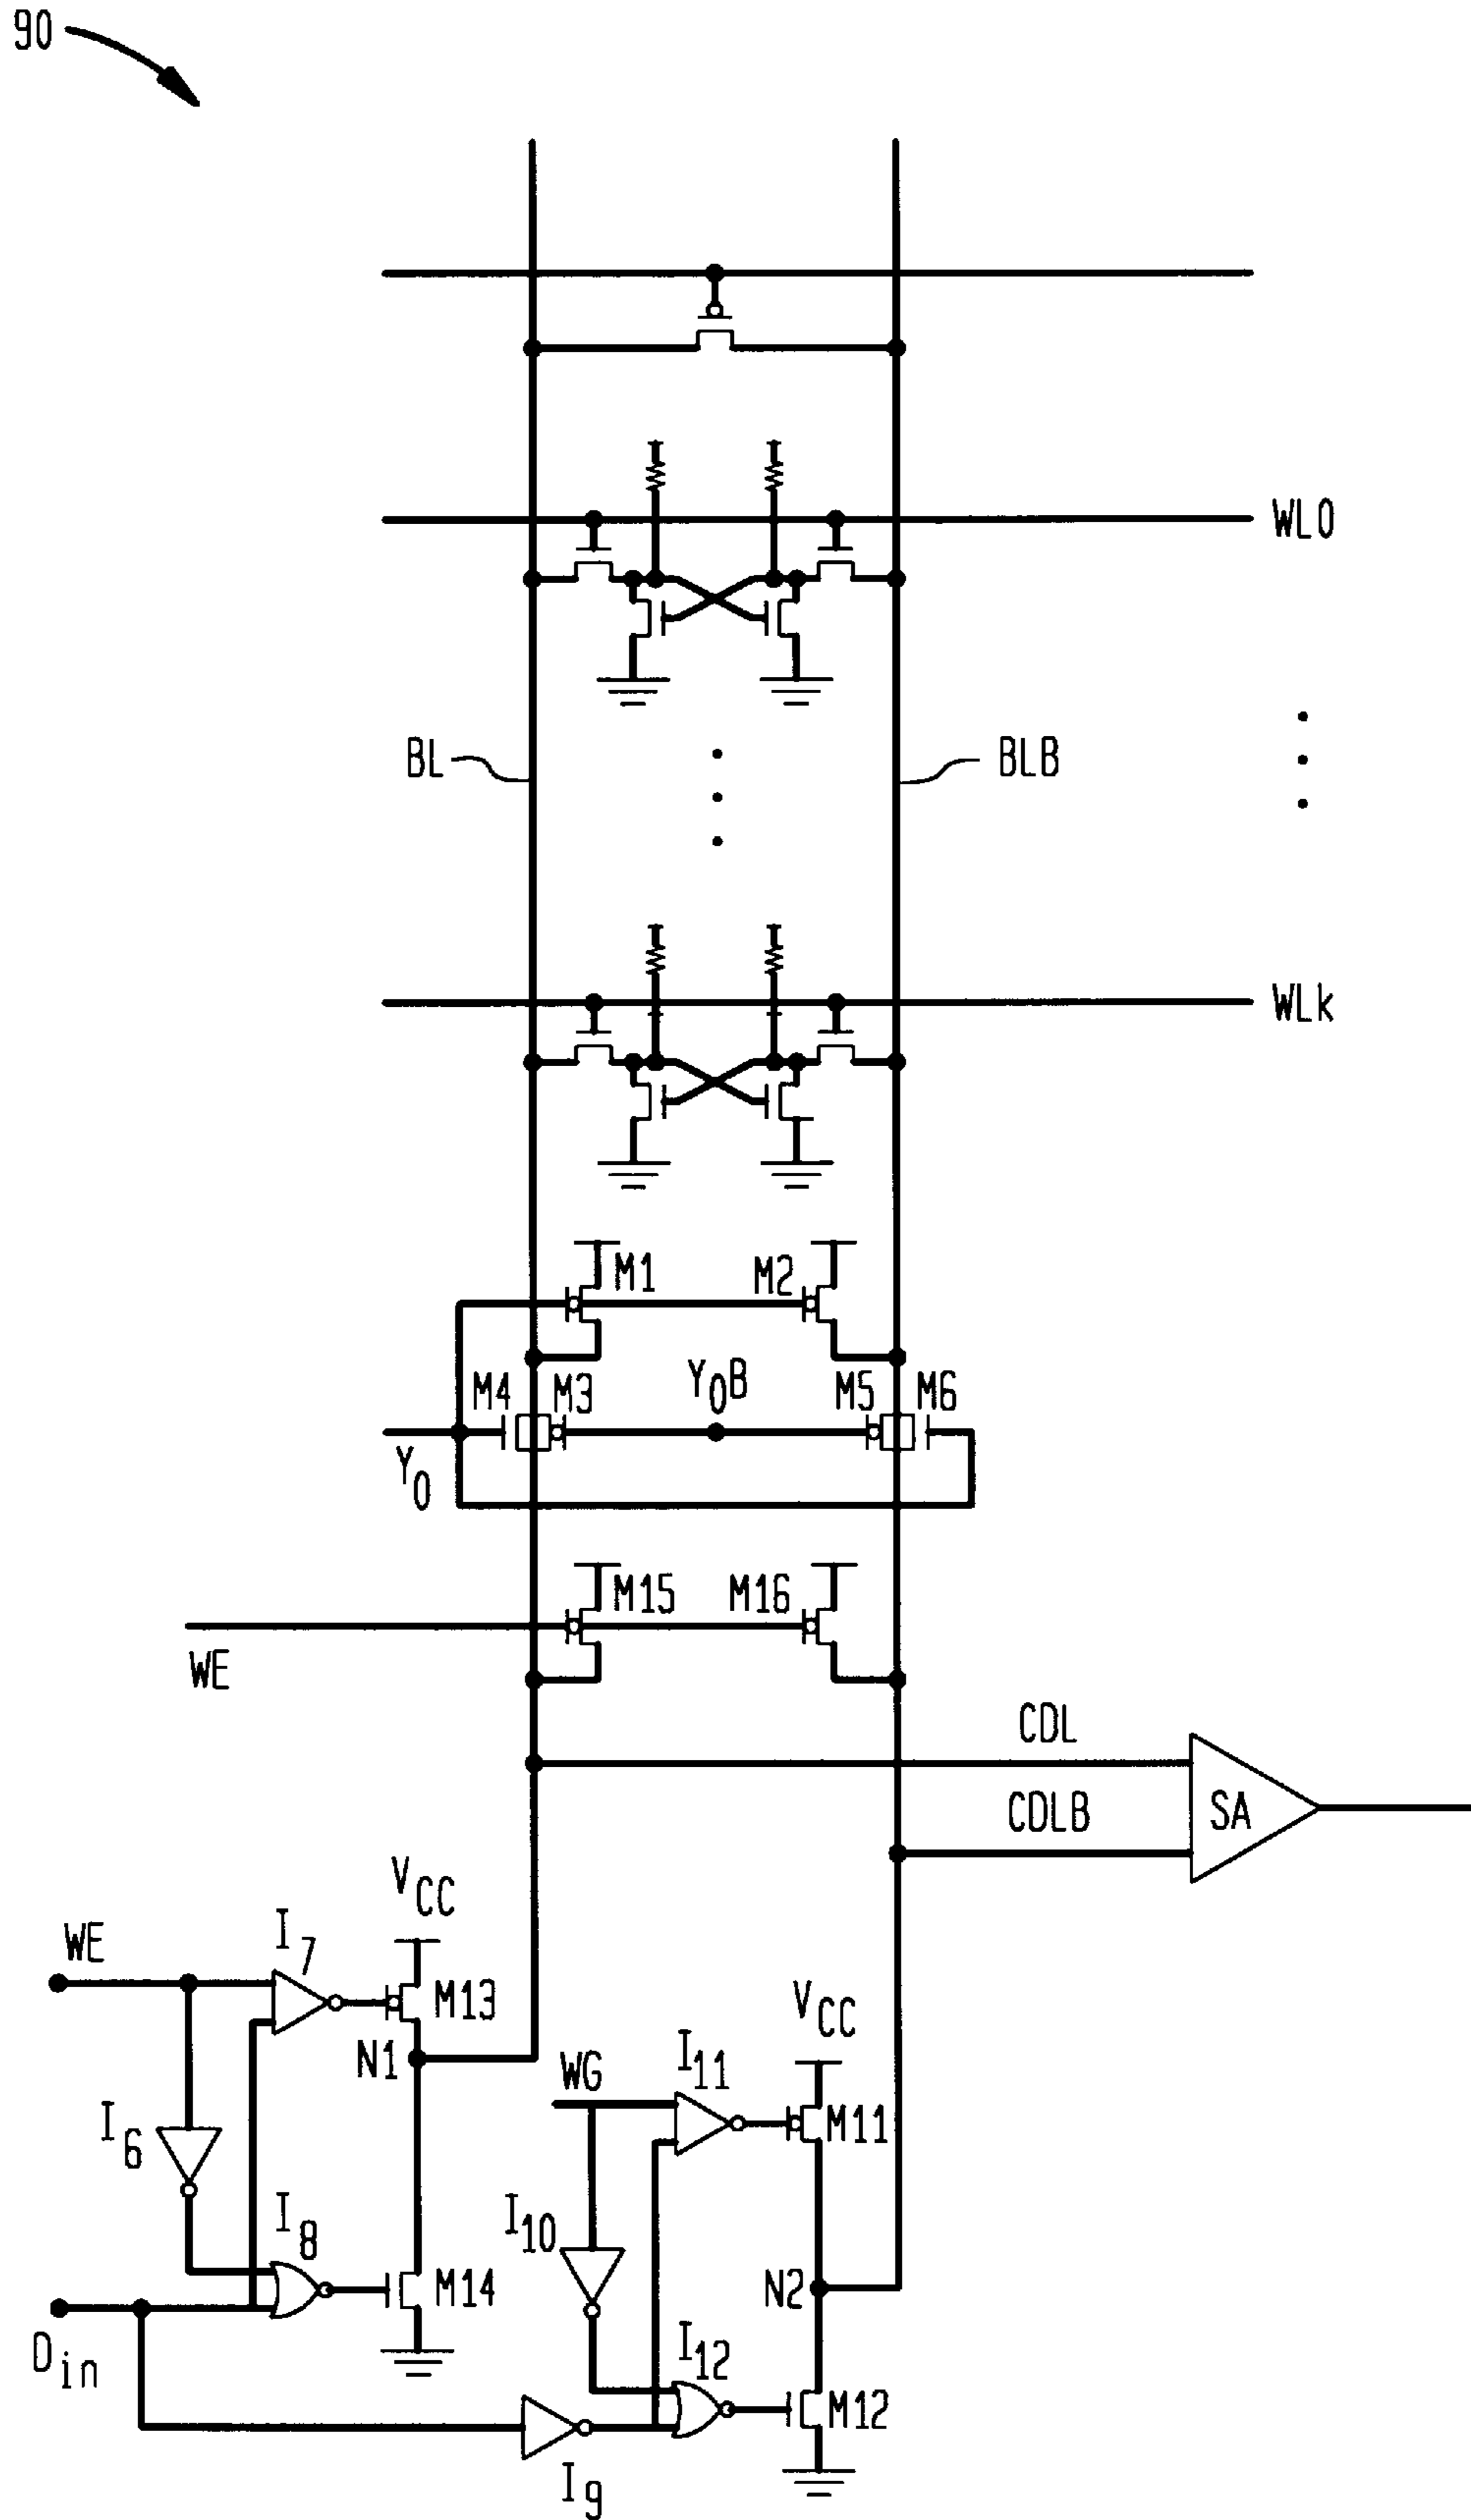 90
WL0
BL
BLB
WLk
M1
M2
M4
M3
Y0B
M5
M6
Y0
M15
M16
WE
CDL
CDLB
SA
VCC
WE
I7
M13
VCC
N1
WG
I11
M11
I6
I8
I10
M14
N2
I12
Din
M12
I9